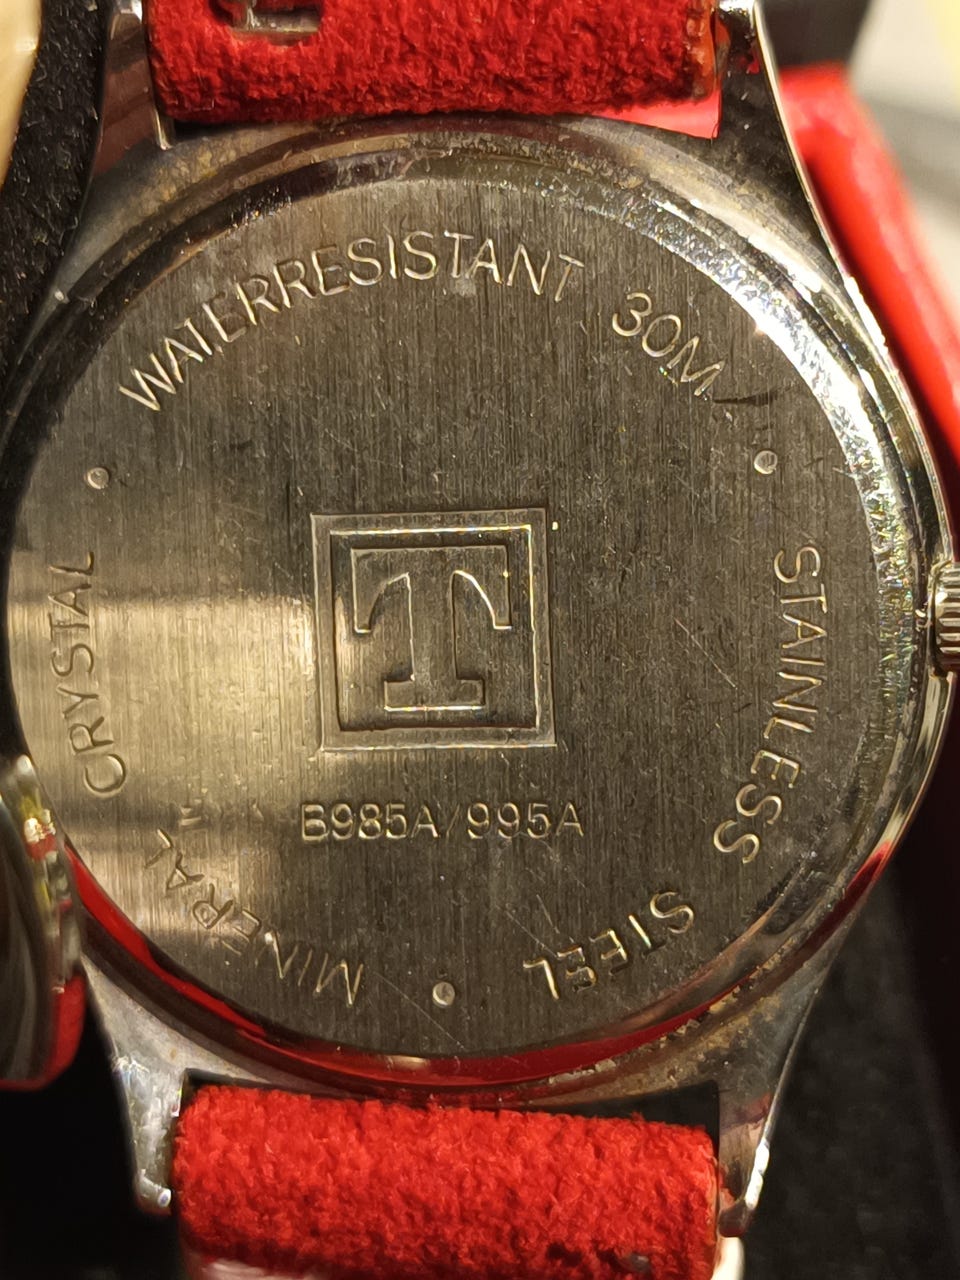 WATERRESISTANT 30M
STAINLESS STEEL
MINERAL CRYSTAL
T
B985A/995A